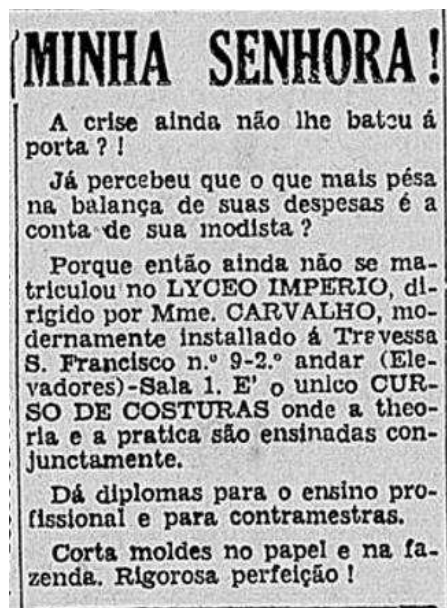 MINHA SENHORA!
A crise ainda não lhe bateu á
porta?!
Já percebeu que o que mais pésa
na balança de suas despesas é a
conta de sua modista?
Porque então ainda não se ma-
triculou no LYCEO IMPERIO, di-
rigido por Mme. CARVALHO, mo-
dernamente installado á Travessa
S. Francisco n.º 9-2.º andar (Ele-
vadores)-Sala 1. E' o unico CUR-
SO DE COSTURAS onde a theo-
ria e a pratica são ensinadas con-
junctamente.
Dá diplomas para o ensino pro-
fissional e para contramestras.
Corta moldes no papel e na fa-
zenda. Rigorosa perfeição!